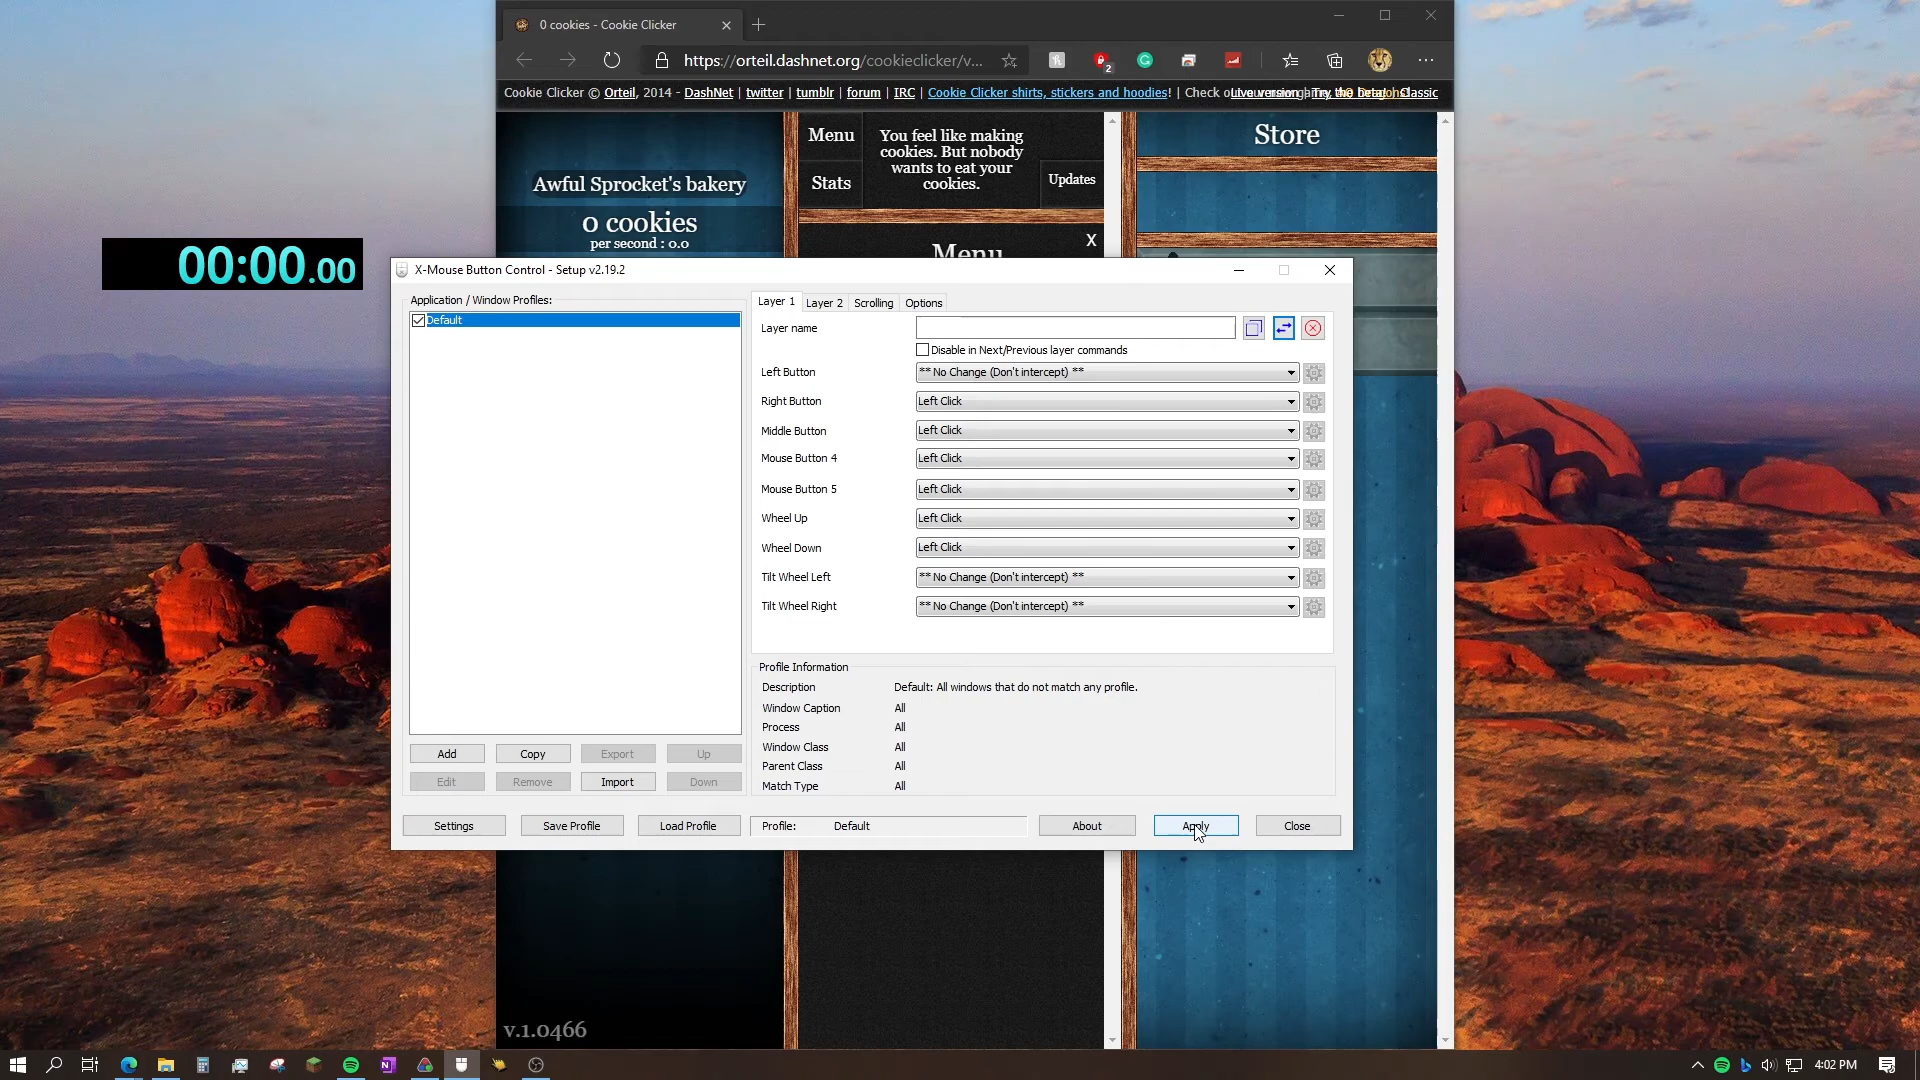 0 cookies - Cookie Clicker
https://orteil.dashnet.org/cookieclicker/v...
2
Cookie Clicker © Orteil, 2014 - DashNet | twitter | tumblr | forum | IRC | Cookie Clicker shirts, stickers and hoodies! | Check
Live version Try the beta! Classic
Menu
You feel like making
cookies. But nobody
wants to eat your
cookies.
Stats
Updates
Store
Awful Sprocket's bakery
0 cookies
per second : 0.0
Menu
X
00:00.00
X-Mouse Button Control - Setup v2.19.2
Application / Window Profiles:
Default
Layer 1
Layer 2
Scrolling
Options
Layer name
Disable in Next/Previous layer commands
Left Button
** No Change (Don't intercept) **
Right Button
Left Click
Middle Button
Left Click
Mouse Button 4
Left Click
Mouse Button 5
Left Click
Wheel Up
Left Click
Wheel Down
Left Click
Tilt Wheel Left
** No Change (Don't intercept) **
Tilt Wheel Right
** No Change (Don't intercept) **
Profile Information
Description
Default: All windows that do not match any profile.
Window Caption
All
Process
All
Window Class
All
Parent Class
All
Match Type
All
Add
Copy
Export
Up
Edit
Remove
Import
Down
Settings
Save Profile
Load Profile
Profile:
Default
About
Apply
Close
v.1.0466
4:02 PM